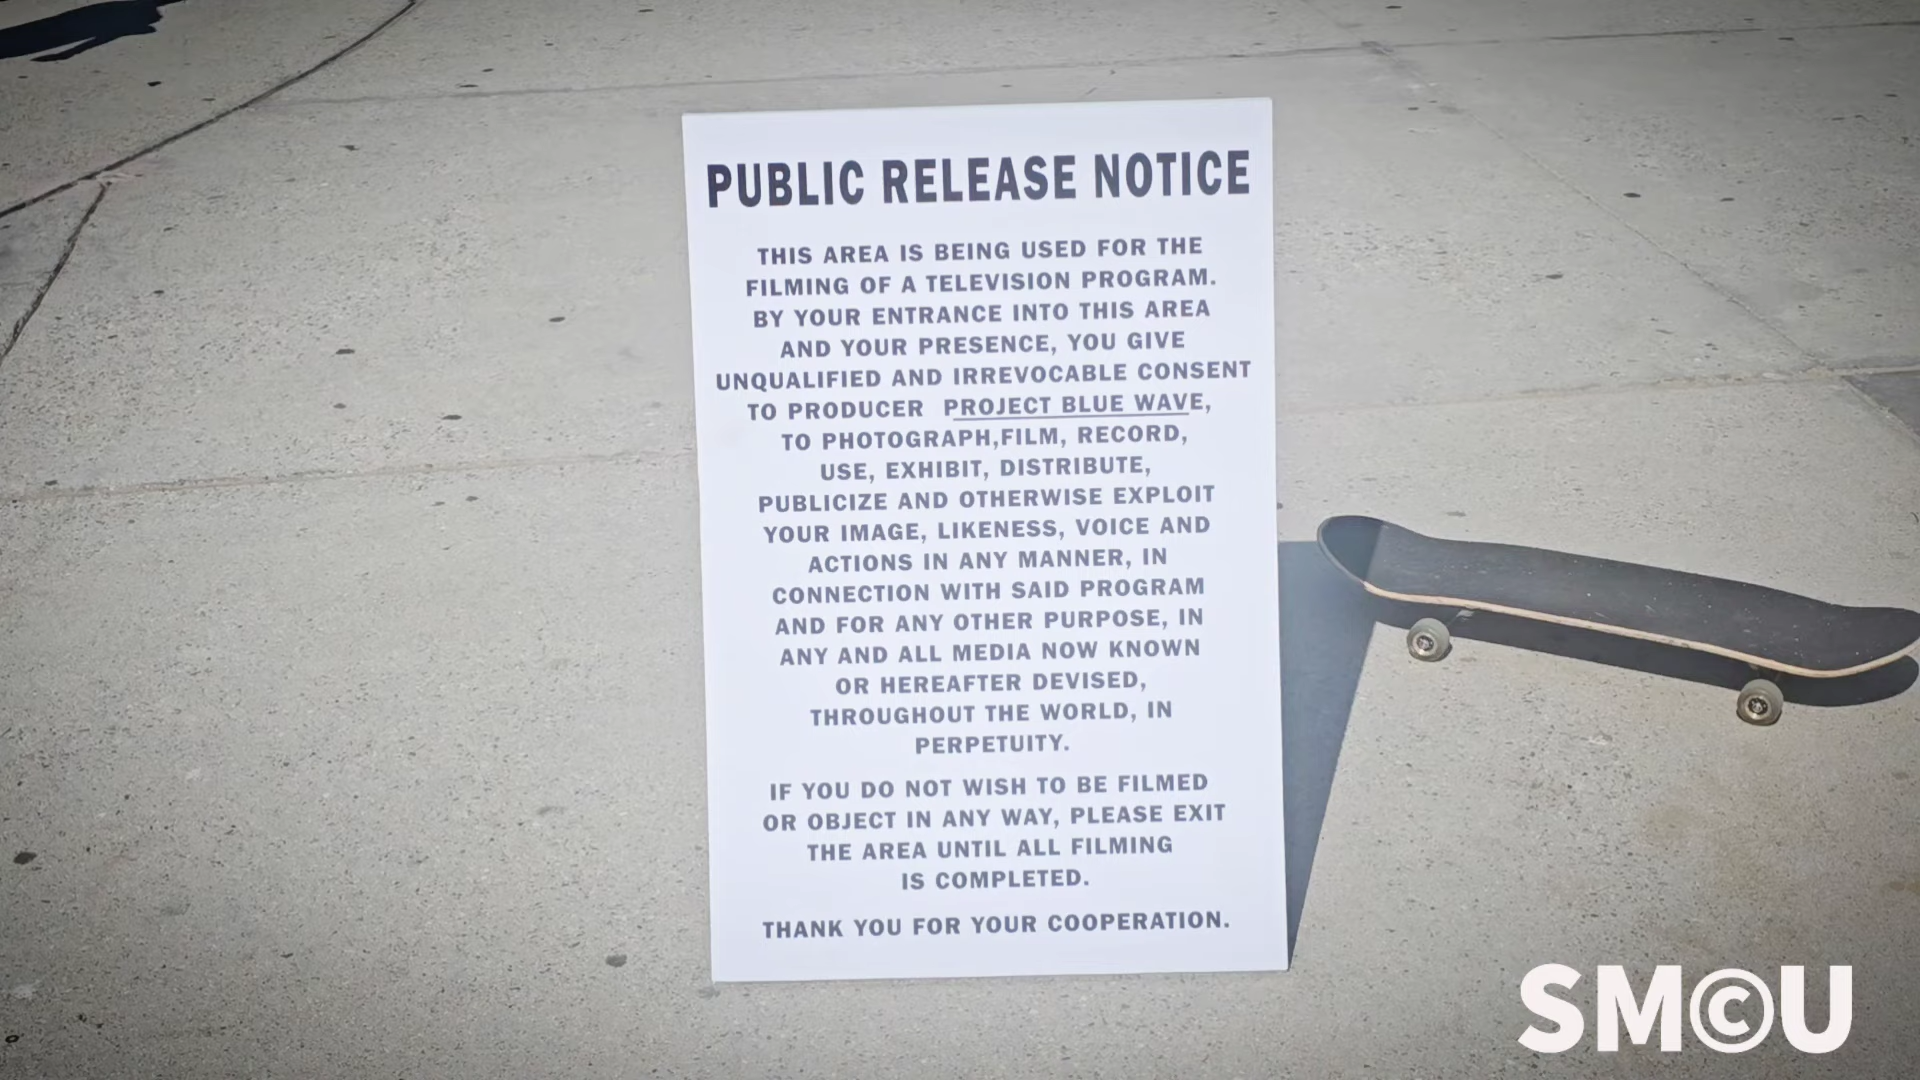 PUBLIC RELEASE NOTICE
THIS AREA IS BEING USED FOR THE
FILMING OF A TELEVISION PROGRAM.
BY YOUR ENTRANCE INTO THIS AREA
AND YOUR PRESENCE, YOU GIVE
UNQUALIFIED AND IRREVOCABLE CONSENT
TO PRODUCER PROJECT BLUE WAVE,
TO PHOTOGRAPH,FILM, RECORD,
USE, EXHIBIT, DISTRIBUTE,
PUBLICIZE AND OTHERWISE EXPLOIT
YOUR IMAGE, LIKENESS, VOICE AND
ACTIONS IN ANY MANNER, IN
CONNECTION WITH SAID PROGRAM
AND FOR ANY OTHER PURPOSE, IN
ANY AND ALL MEDIA NOW KNOWN
OR HEREAFTER DEVISED,
THROUGHOUT THE WORLD, IN
PERPETUITY.
IF YOU DO NOT WISH TO BE FILMED
OR OBJECT IN ANY WAY, PLEASE EXIT
THE AREA UNTIL ALL FILMING
IS COMPLETED.
THANK YOU FOR YOUR COOPERATION.
SM©U